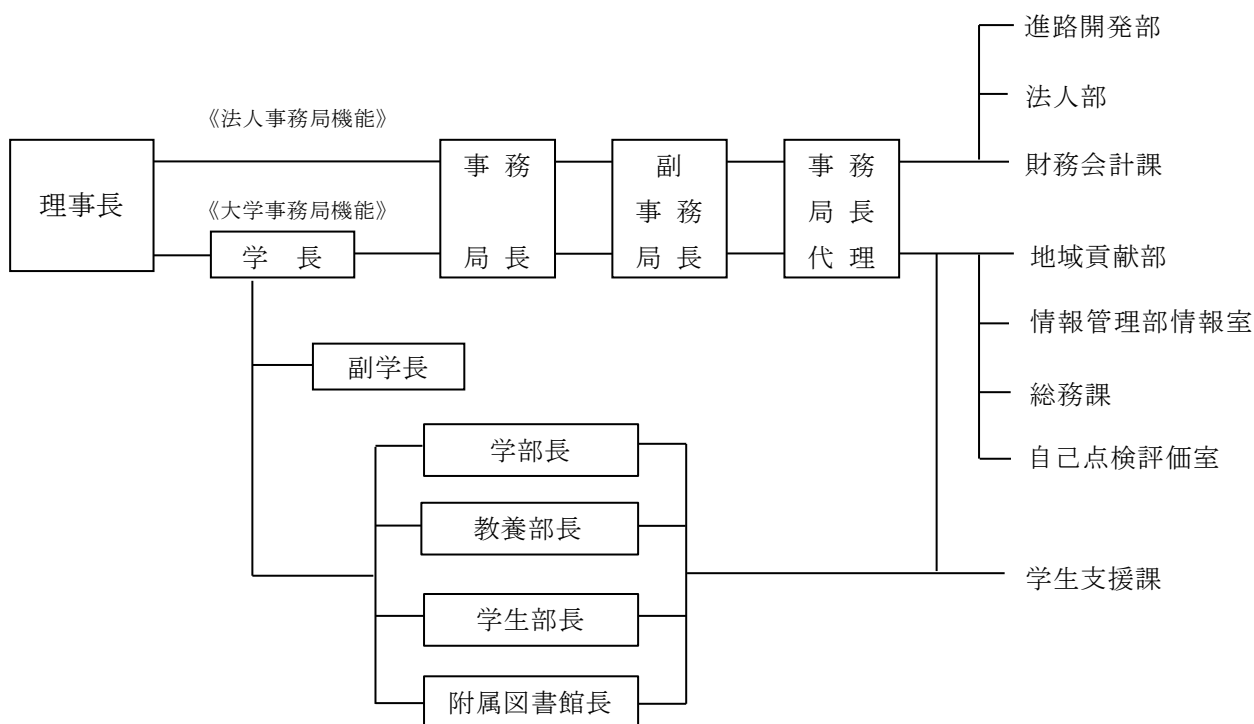 進路開発部
法人部
《法人事務局機能》
財務会計課
理事長
《大学事務局機能》
学 長
事 務
局 長
副
事 務
局 長
事 務
局 長
代 理
地域貢献部
情報管理部情報室
副学長
総務課
学部長
自己点検評価室
教養部長
学生支援課
学生部長
附属図書館長